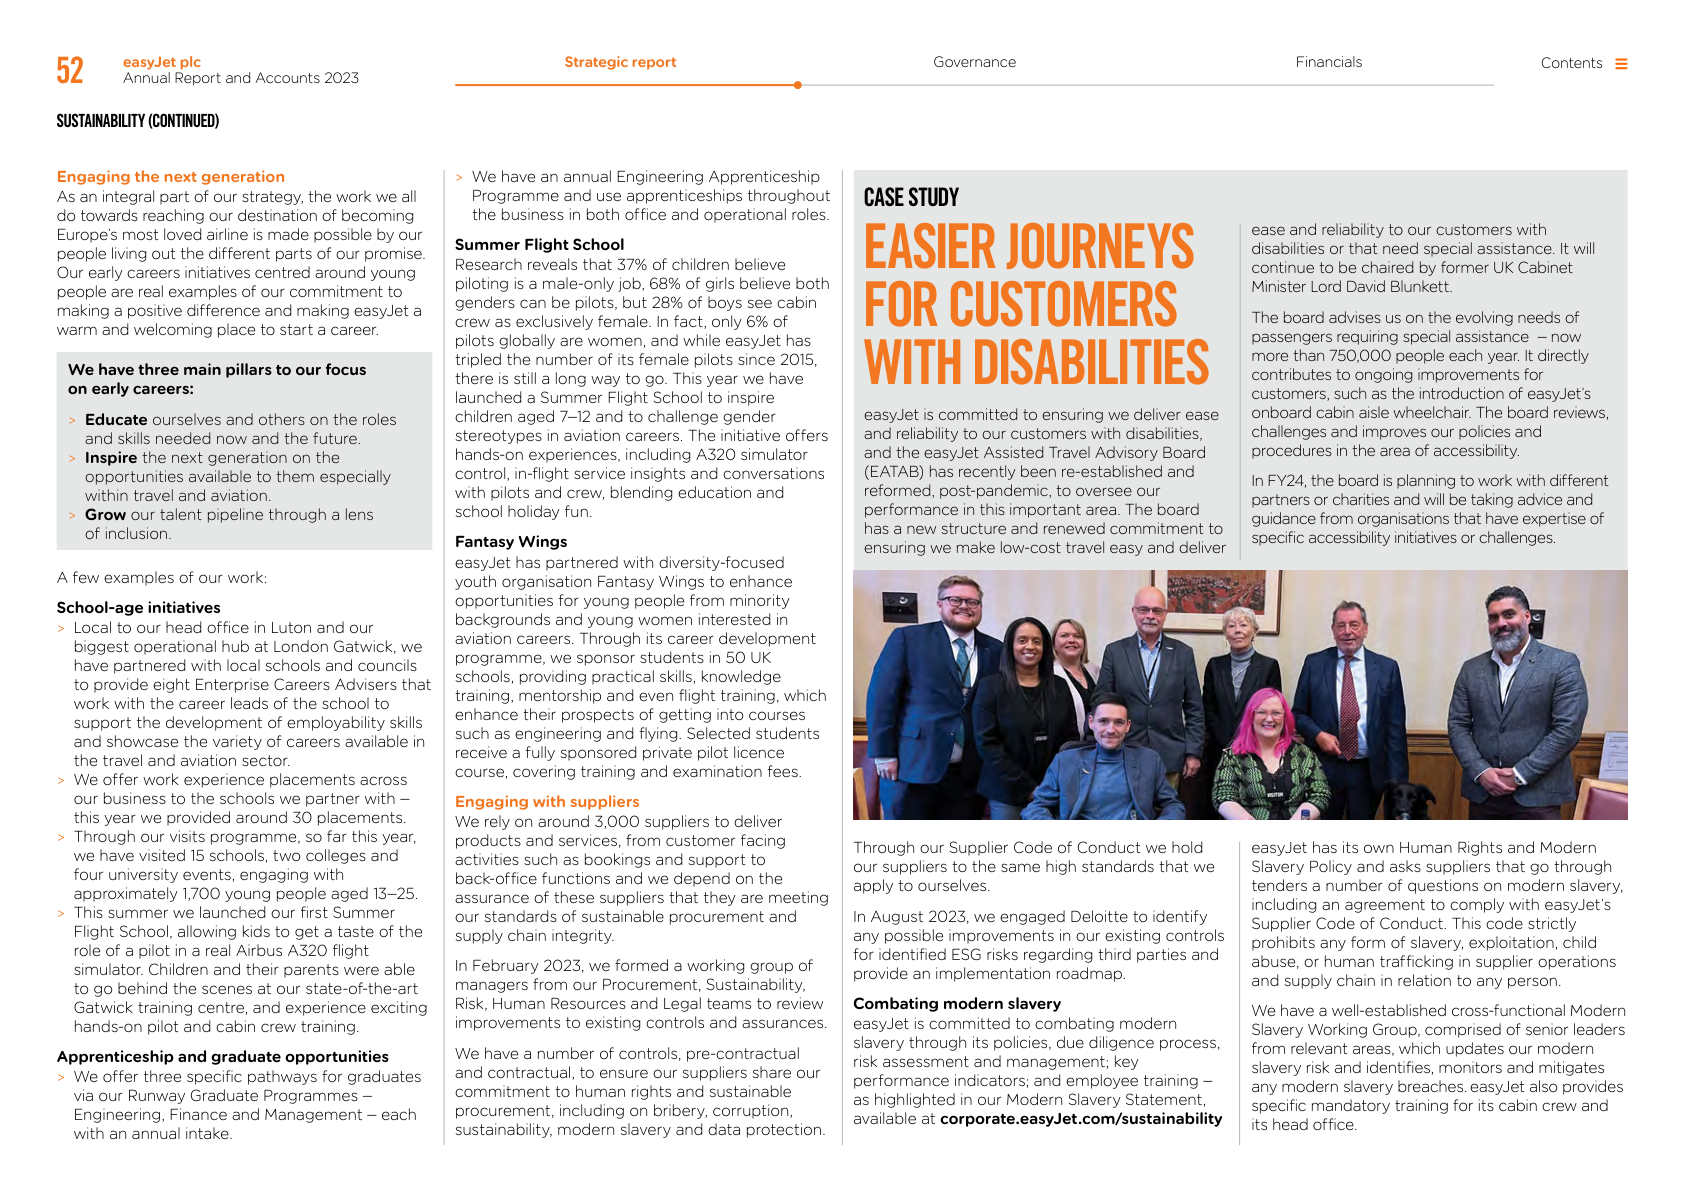 52
easyJet plc
Annual Report and Accounts 2023
Strategic report
Governance
Financials
Contents
SUSTAINABILITY (CONTINUED)
Engaging the next generation
As an integral part of our strategy, the work we all
do towards reaching our destination of becoming
Europe's most loved airline is made possible by our
people living out the different parts of our promise.
Our early careers initiatives centred around young
people are real examples of our commitment to
making a positive difference and making easyJet a
warm and welcoming place to start a career.
We have three main pillars to our focus
on early careers:
> Educate ourselves and others on the roles
and skills needed now and the future.
> Inspire the next generation on the
opportunities available to them especially
within travel and aviation.
> Grow our talent pipeline through a lens
of inclusion.
A few examples of our work:
School-age initiatives
> Local to our head office in Luton and our
biggest operational hub at London Gatwick, we
have partnered with local schools and councils
to provide eight Enterprise Careers Advisers that
work with the career leads of the school to
support the development of employability skills
and showcase the variety of careers available in
the travel and aviation sector.
> We offer work experience placements across
our business to the schools we partner with –
this year we provided around 30 placements.
> Through our visits programme, so far this year,
we have visited 15 schools, two colleges and
four university events, engaging with
approximately 1,700 young people aged 13–25.
> This summer we launched our first Summer
Flight School, allowing kids to get a taste of the
role of a pilot in a real Airbus A320 flight
simulator. Children and their parents were able
to go behind the scenes at our state-of-the-art
Gatwick training centre, and experience exciting
hands-on pilot and cabin crew training.
Apprenticeship and graduate opportunities
> We offer three specific pathways for graduates
via our Runway Graduate Programmes –
Engineering, Finance and Management – each
with an annual intake.
> We have an annual Engineering Apprenticeship
Programme and use apprenticeships throughout
the business in both office and operational roles.
Summer Flight School
Research reveals that 37% of children believe
piloting is a male-only job, 68% of girls believe both
genders can be pilots, but 28% of boys see cabin
crew as exclusively female. In fact, only 6% of
pilots globally are women, and while easyJet has
tripled the number of its female pilots since 2015,
there is still a long way to go. This year we have
launched a Summer Flight School to inspire
children aged 7–12 and to challenge gender
stereotypes in aviation careers. The initiative offers
hands-on experiences, including A320 simulator
control, in-flight service insights and conversations
with pilots and crew, blending education and
school holiday fun.
Fantasy Wings
easyJet has partnered with diversity-focused
youth organisation Fantasy Wings to enhance
opportunities for young people from minority
backgrounds and young women interested in
aviation careers. Through its career development
programme, we sponsor students in 50 UK
schools, providing practical skills, knowledge
training, mentorship and even flight training, which
enhance their prospects of getting into courses
such as engineering and flying. Selected students
receive a fully sponsored private pilot licence
course, covering training and examination fees.
Engaging with suppliers
We rely on around 3,000 suppliers to deliver
products and services, from customer facing
activities such as bookings and support to
back-office functions and we depend on the
assurance of these suppliers that they are meeting
our standards of sustainable procurement and
supply chain integrity.
In February 2023, we formed a working group of
managers from our Procurement, Sustainability,
Risk, Human Resources and Legal teams to review
improvements to existing controls and assurances.
We have a number of controls, pre-contractual
and contractual, to ensure our suppliers share our
commitment to human rights and sustainable
procurement, including on bribery, corruption,
sustainability, modern slavery and data protection.
CASE STUDY
EASIER JOURNEYS
FOR CUSTOMERS
WITH DISABILITIES
easyJet is committed to ensuring we deliver ease
and reliability to our customers with disabilities,
and the easyJet Assisted Travel Advisory Board
(EATAB) has recently been re-established and
reformed, post-pandemic, to oversee our
performance in this important area. The board
has a new structure and renewed commitment to
ensuring we make low-cost travel easy and deliver
ease and reliability to our customers with
disabilities or that need special assistance. It will
continue to be chaired by former UK Cabinet
Minister Lord David Blunkett.
The board advises us on the evolving needs of
passengers requiring special assistance – now
more than 750,000 people each year. It directly
contributes to ongoing improvements for
customers, such as the introduction of easyJet's
onboard cabin aisle wheelchair. The board reviews,
challenges and improves our policies and
procedures in the area of accessibility.
In FY24, the board is planning to work with different
partners or charities and will be taking advice and
guidance from organisations that have expertise of
specific accessibility initiatives or challenges.
VISITOR
Through our Supplier Code of Conduct we hold
our suppliers to the same high standards that we
apply to ourselves.
In August 2023, we engaged Deloitte to identify
any possible improvements in our existing controls
for identified ESG risks regarding third parties and
provide an implementation roadmap.
Combating modern slavery
easyJet is committed to combating modern
slavery through its policies, due diligence process,
risk assessment and management; key
performance indicators; and employee training –
as highlighted in our Modern Slavery Statement,
available at corporate.easyJet.com/sustainability
easyJet has its own Human Rights and Modern
Slavery Policy and asks suppliers that go through
tenders a number of questions on modern slavery,
including an agreement to comply with easyJet's
Supplier Code of Conduct. This code strictly
prohibits any form of slavery, exploitation, child
abuse, or human trafficking in supplier operations
and supply chain in relation to any person.
We have a well-established cross-functional Modern
Slavery Working Group, comprised of senior leaders
from relevant areas, which updates our modern
slavery risk and identifies, monitors and mitigates
any modern slavery breaches. easyJet also provides
specific mandatory training for its cabin crew and
its head office.